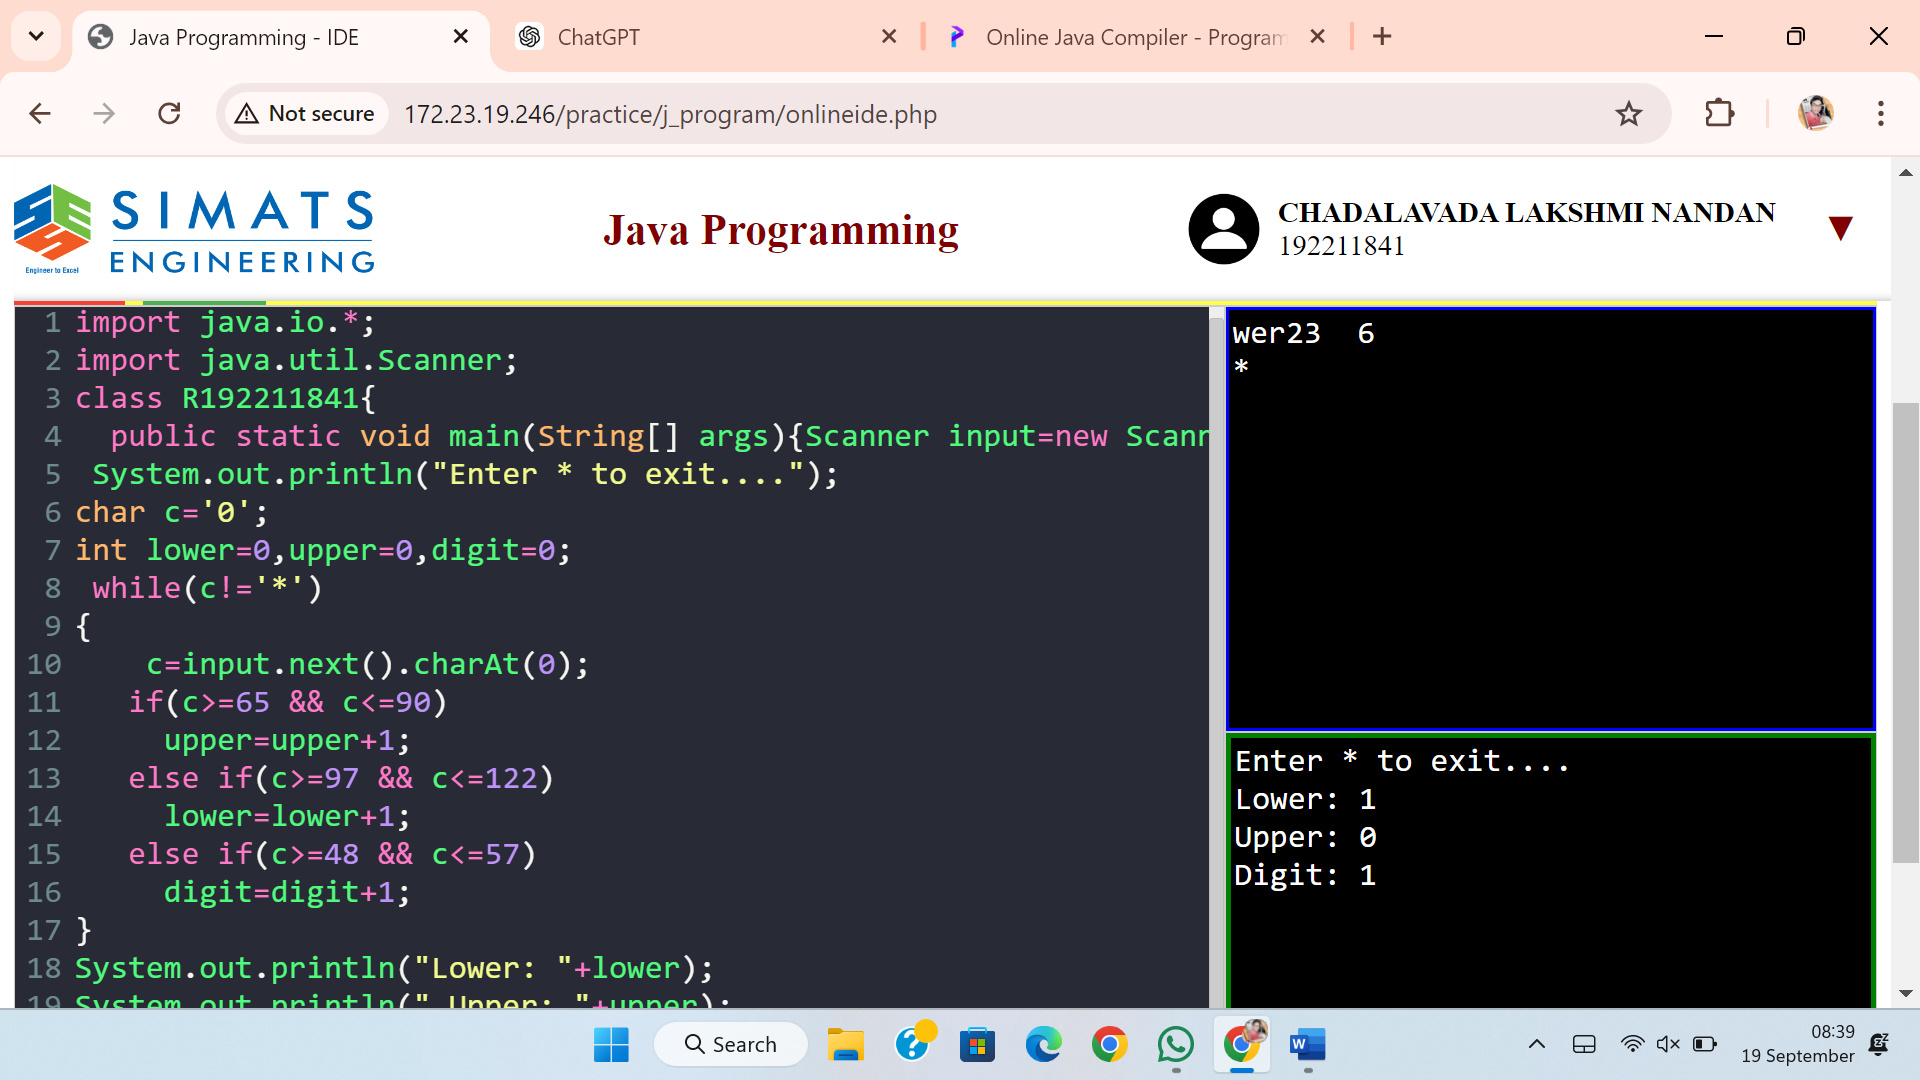 Java Programming - IDE
ChatGPT
Online Java Compiler - Program
Not secure
172.23.19.246/practice/j_program/onlineide.php
SIMATS
ENGINEERING
Engineer to Excel
Java Programming
CHADALAVADA LAKSHMI NANDAN
192211841
1 import java.io.*;
2 import java.util.Scanner;
3 class R192211841{
4 public static void main(String[] args){Scanner input=new Scann
5 System.out.println("Enter * to exit....");
6 char c='0';
7 int lower=0,upper=0,digit=0;
8 while(c!='*')
9 {
10 c=input.next().charAt(0);
11 if(c>=65 && c<=90)
12 upper=upper+1;
13 else if(c>=97 && c<=122)
14 lower=lower+1;
15 else if(c>=48 && c<=57)
16 digit=digit+1;
17 }
18 System.out.println("Lower: "+lower);
19 System.out.println(" Upper: "+upper);
wer23  6
*
Enter * to exit....
Lower: 1
Upper: 0
Digit: 1
Search
08:39
19 September